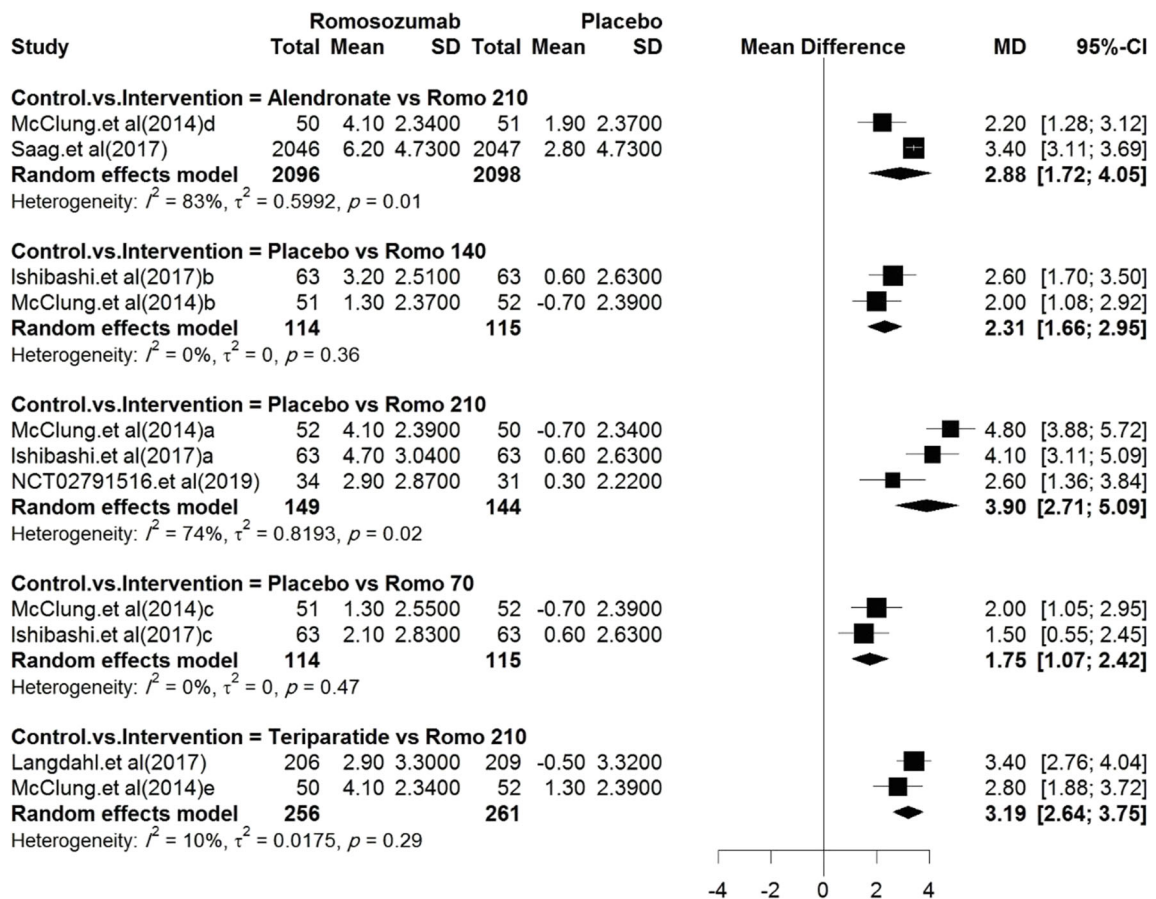 Romosozumab Placebo
Study Total Mean SD Total Mean SD Mean Difference MD 95%-CI
Control.vs.Intervention = Alendronate vs Romo 210
McClung.et al(2014)d 50 4.10 2.3400 51 1.90 2.3700 2.20 [1.28; 3.12]
Saag.et al(2017) 2046 6.20 4.7300 2047 2.80 4.7300 3.40 [3.11; 3.69]
Random effects model 2096 2098 2.88 [1.72; 4.05]
Heterogeneity: I² = 83%, τ² = 0.5992, p = 0.01
Control.vs.Intervention = Placebo vs Romo 140
Ishibashi.et al(2017)b 63 3.20 2.5100 63 0.60 2.6300 2.60 [1.70; 3.50]
McClung.et al(2014)b 51 1.30 2.3700 52 -0.70 2.3900 2.00 [1.08; 2.92]
Random effects model 114 115 2.31 [1.66; 2.95]
Heterogeneity: I² = 0%, τ² = 0, p = 0.36
Control.vs.Intervention = Placebo vs Romo 210
McClung.et al(2014)a 52 4.10 2.3900 50 -0.70 2.3400 4.80 [3.88; 5.72]
Ishibashi.et al(2017)a 63 4.70 3.0400 63 0.60 2.6300 4.10 [3.11; 5.09]
NCT02791516.et al(2019) 34 2.90 2.8700 31 0.30 2.2200 2.60 [1.36; 3.84]
Random effects model 149 144 3.90 [2.71; 5.09]
Heterogeneity: I² = 74%, τ² = 0.8193, p = 0.02
Control.vs.Intervention = Placebo vs Romo 70
McClung.et al(2014)c 51 1.30 2.5500 52 -0.70 2.3900 2.00 [1.05; 2.95]
Ishibashi.et al(2017)c 63 2.10 2.8300 63 0.60 2.6300 1.50 [0.55; 2.45]
Random effects model 114 115 1.75 [1.07; 2.42]
Heterogeneity: I² = 0%, τ² = 0, p = 0.47
Control.vs.Intervention = Teriparatide vs Romo 210
Langdahl.et al(2017) 206 2.90 3.3000 209 -0.50 3.3200 3.40 [2.76; 4.04]
McClung.et al(2014)e 50 4.10 2.3400 52 1.30 2.3900 2.80 [1.88; 3.72]
Random effects model 256 261 3.19 [2.64; 3.75]
Heterogeneity: I² = 10%, τ² = 0.0175, p = 0.29
-4 -2 0 2 4